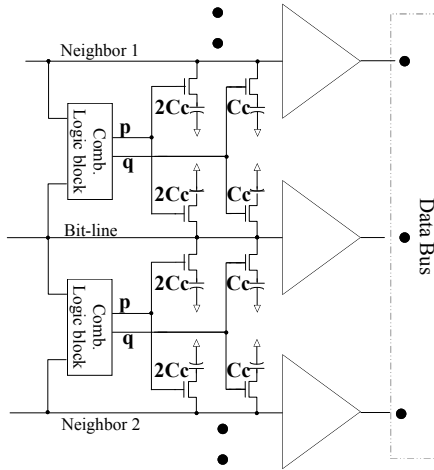 Neighbor 1
2Cc
Cc
Comb.
Logic block
p
q
2Cc
Cc
Bit-line
2Cc
Cc
Comb.
Logic block
p
q
2Cc
Cc
Neighbor 2
Data Bus